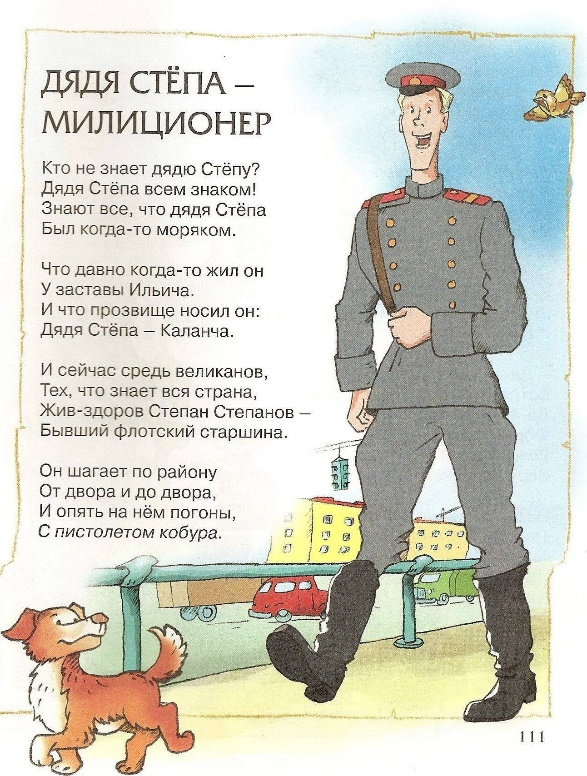 ДЯДЯ СТЁПА –
МИЛИЦИОНЕР
Кто не знает дядю Стёпу?
Дядя Стёпа всем знаком!
Знают все, что дядя Стёпа
Был когда-то моряком.
Что давно когда-то жил он
У заставы Ильича.
И что прозвище носил он:
Дядя Стёпа – Каланча.
И сейчас средь великанов,
Тех, что знает вся страна,
Жив-здоров Степан Степанов –
Бывший флотский старшина.
Он шагает по району
От двора и до двора,
И опять на нём погоны,
С пистолетом кобура.
111